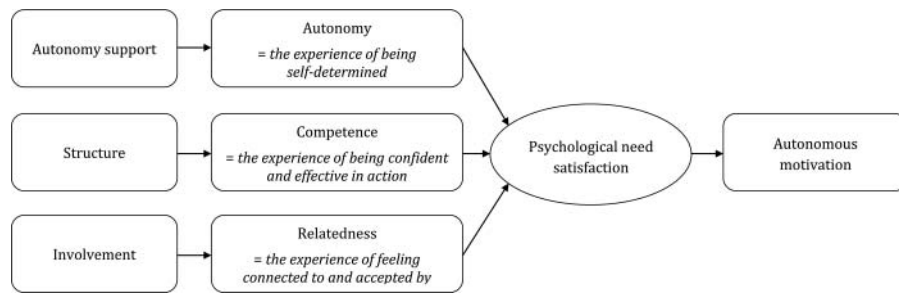 Autonomy support
Autonomy
= the experience of being
self-determined
Structure
Competence
= the experience of being confident
and effective in action
Involvement
Relatedness
= the experience of feeling
connected to and accepted by
Psychological need
satisfaction
Autonomous
motivation